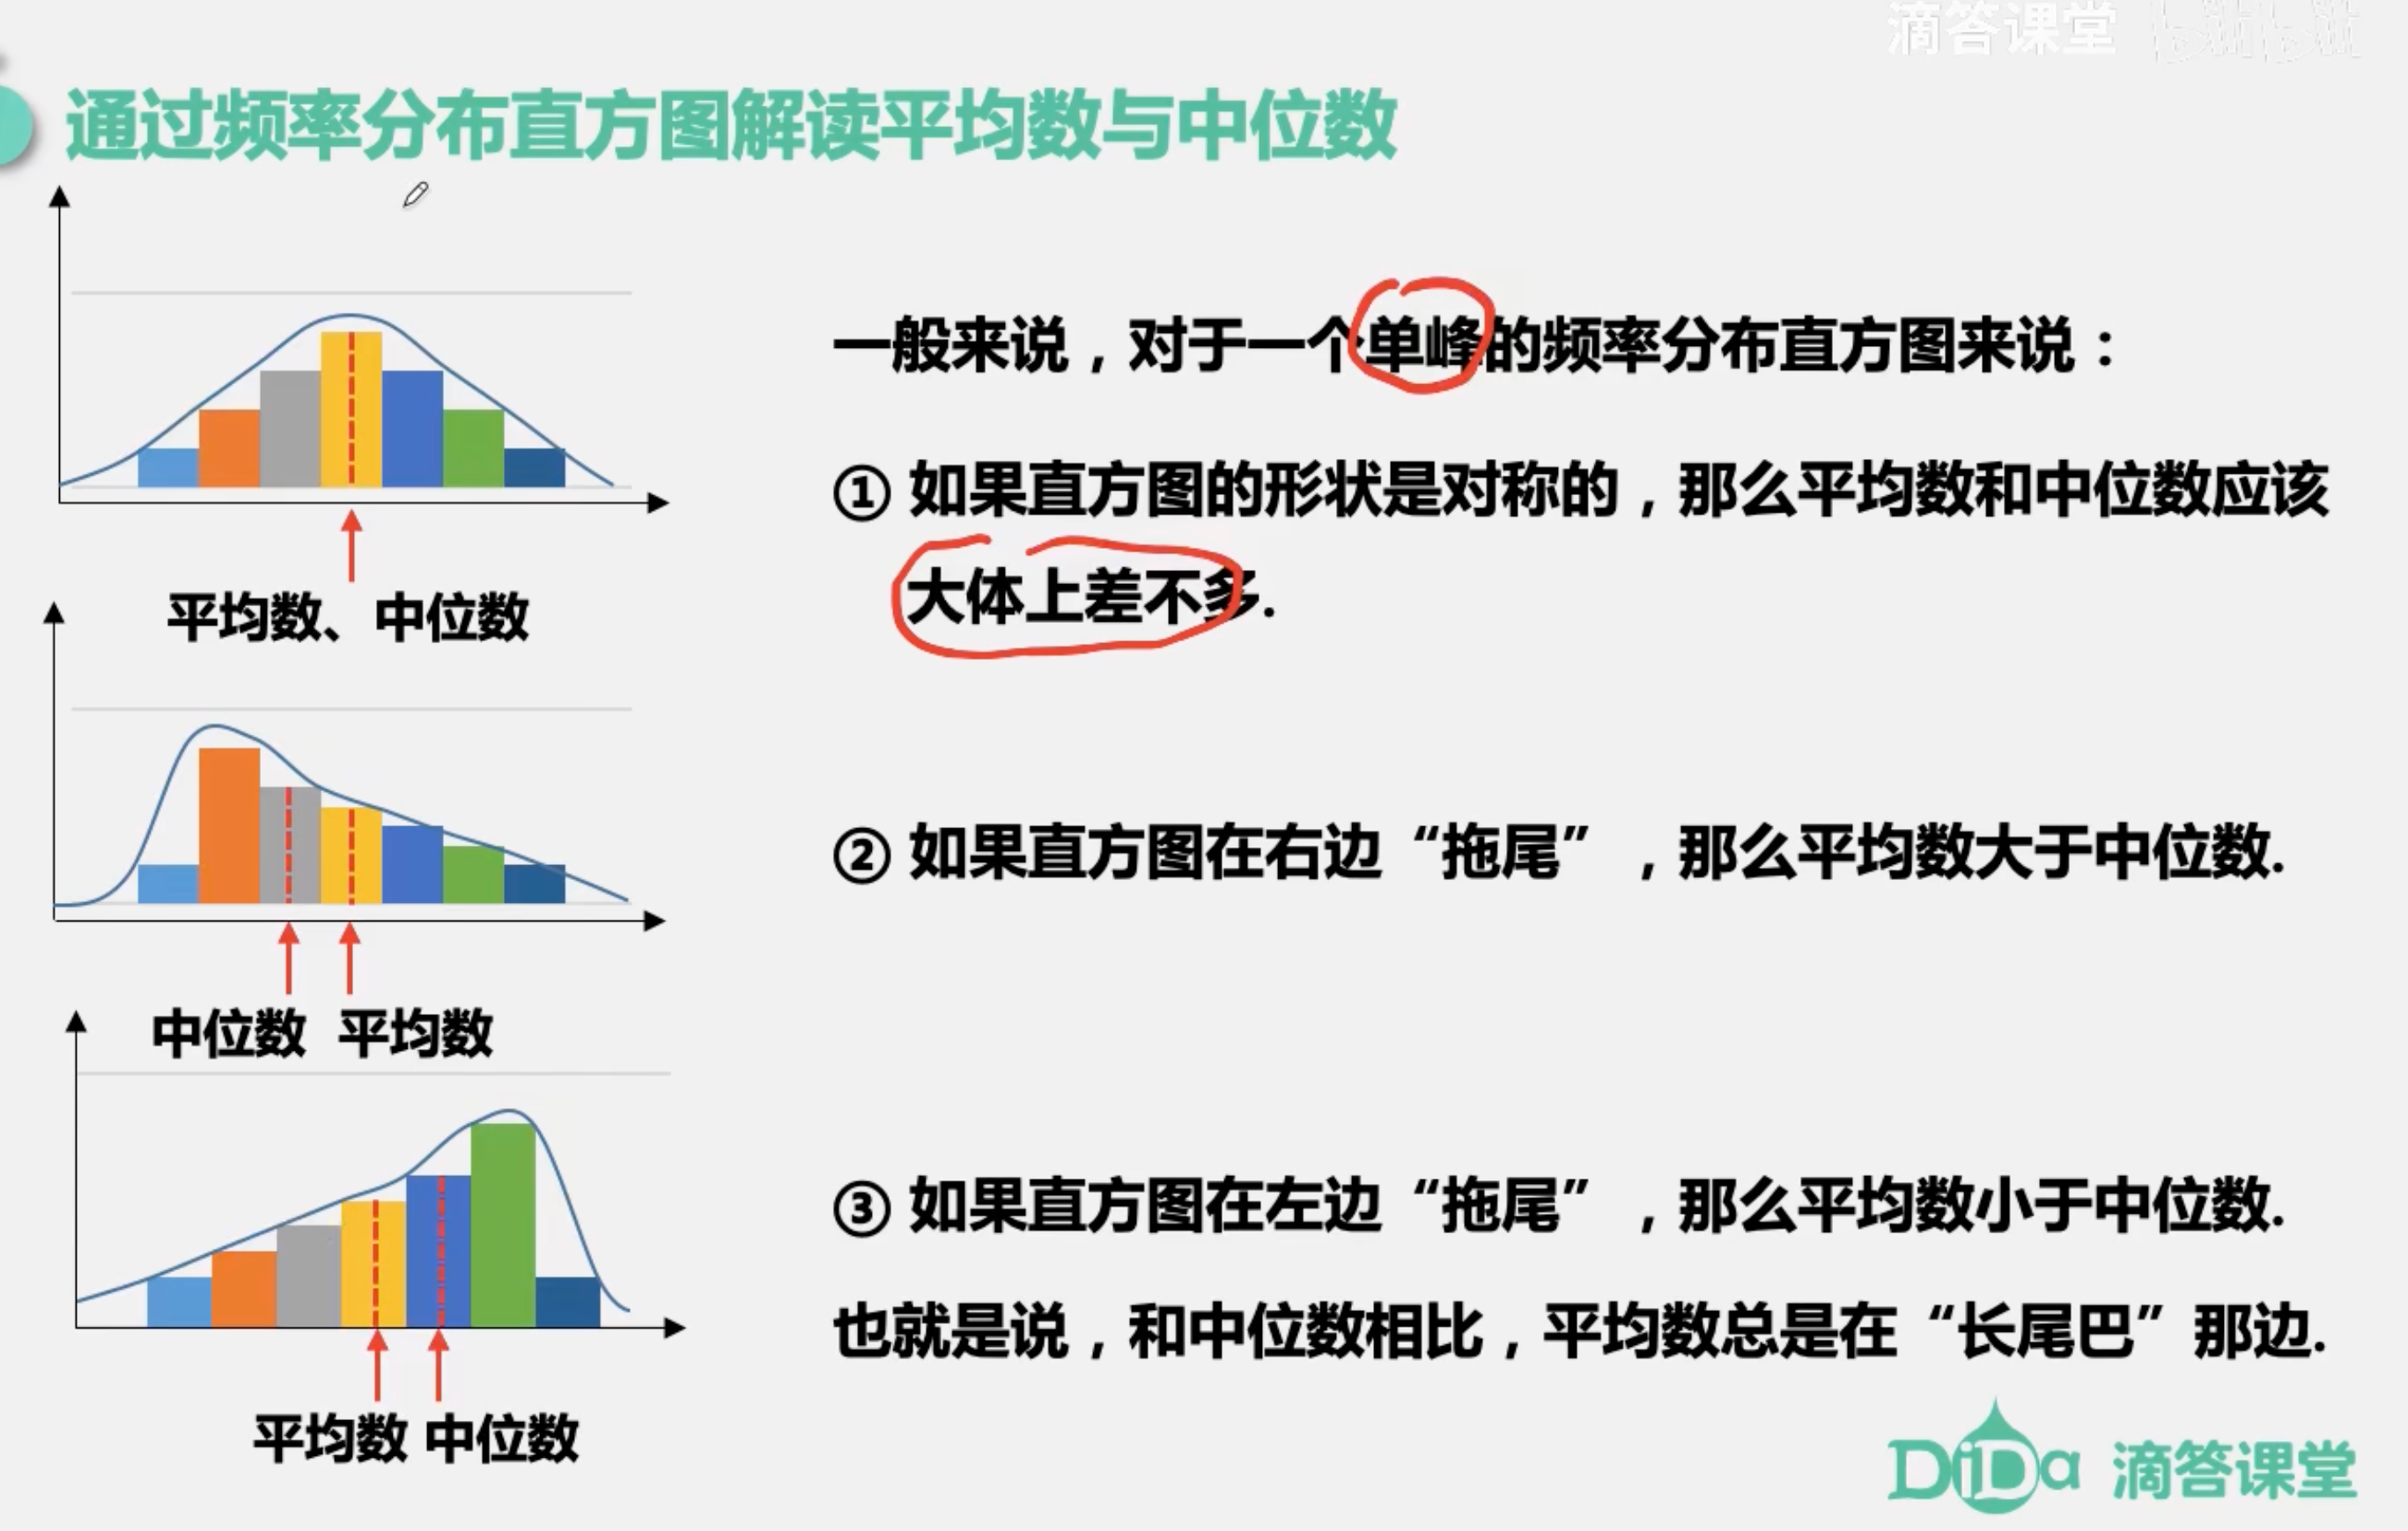 滴答课堂 bilibili
通过频率分布直方图解读平均数与中位数
一般来说，对于一个单峰的频率分布直方图来说：
① 如果直方图的形状是对称的，那么平均数和中位数应该
大体上差不多.
平均数、中位数
② 如果直方图在右边“拖尾”，那么平均数大于中位数.
中位数 平均数
③ 如果直方图在左边“拖尾”，那么平均数小于中位数.
也就是说，和中位数相比，平均数总是在“长尾巴”那边.
平均数 中位数
DiDa 滴答课堂